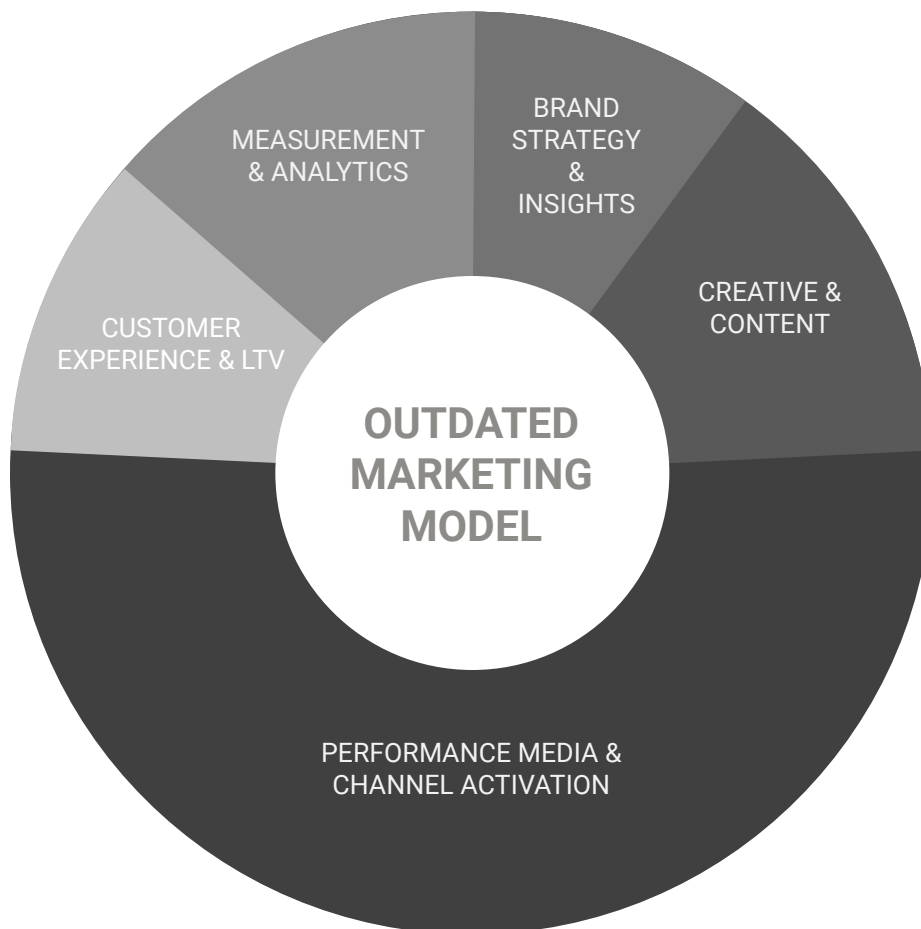 BRAND
STRATEGY
&
INSIGHTS
MEASUREMENT
& ANALYTICS
CREATIVE &
CONTENT
CUSTOMER
EXPERIENCE & LTV
OUTDATED
MARKETING
MODEL
PERFORMANCE MEDIA &
CHANNEL ACTIVATION